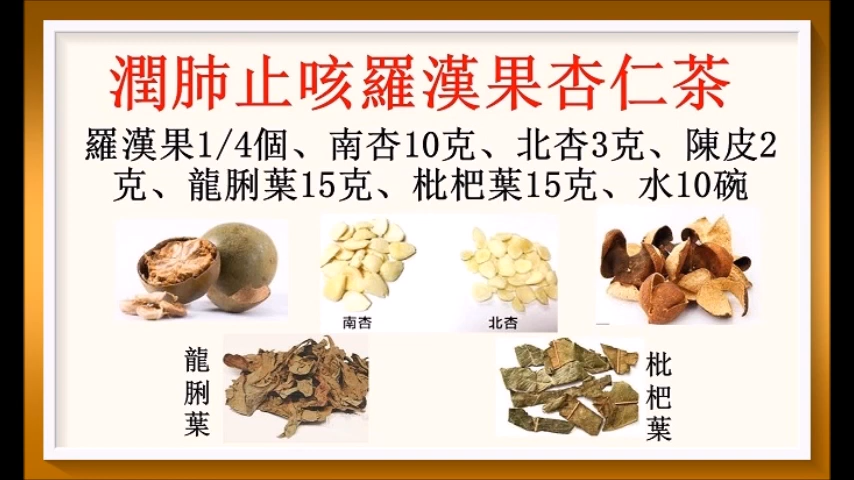 潤肺止咳羅漢果杏仁茶
羅漢果1/4個、南杏10克、北杏3克、陳皮2
克、龍脷葉15克、枇杷葉15克、水10碗
南杏
北杏
龍脷葉
枇杷葉